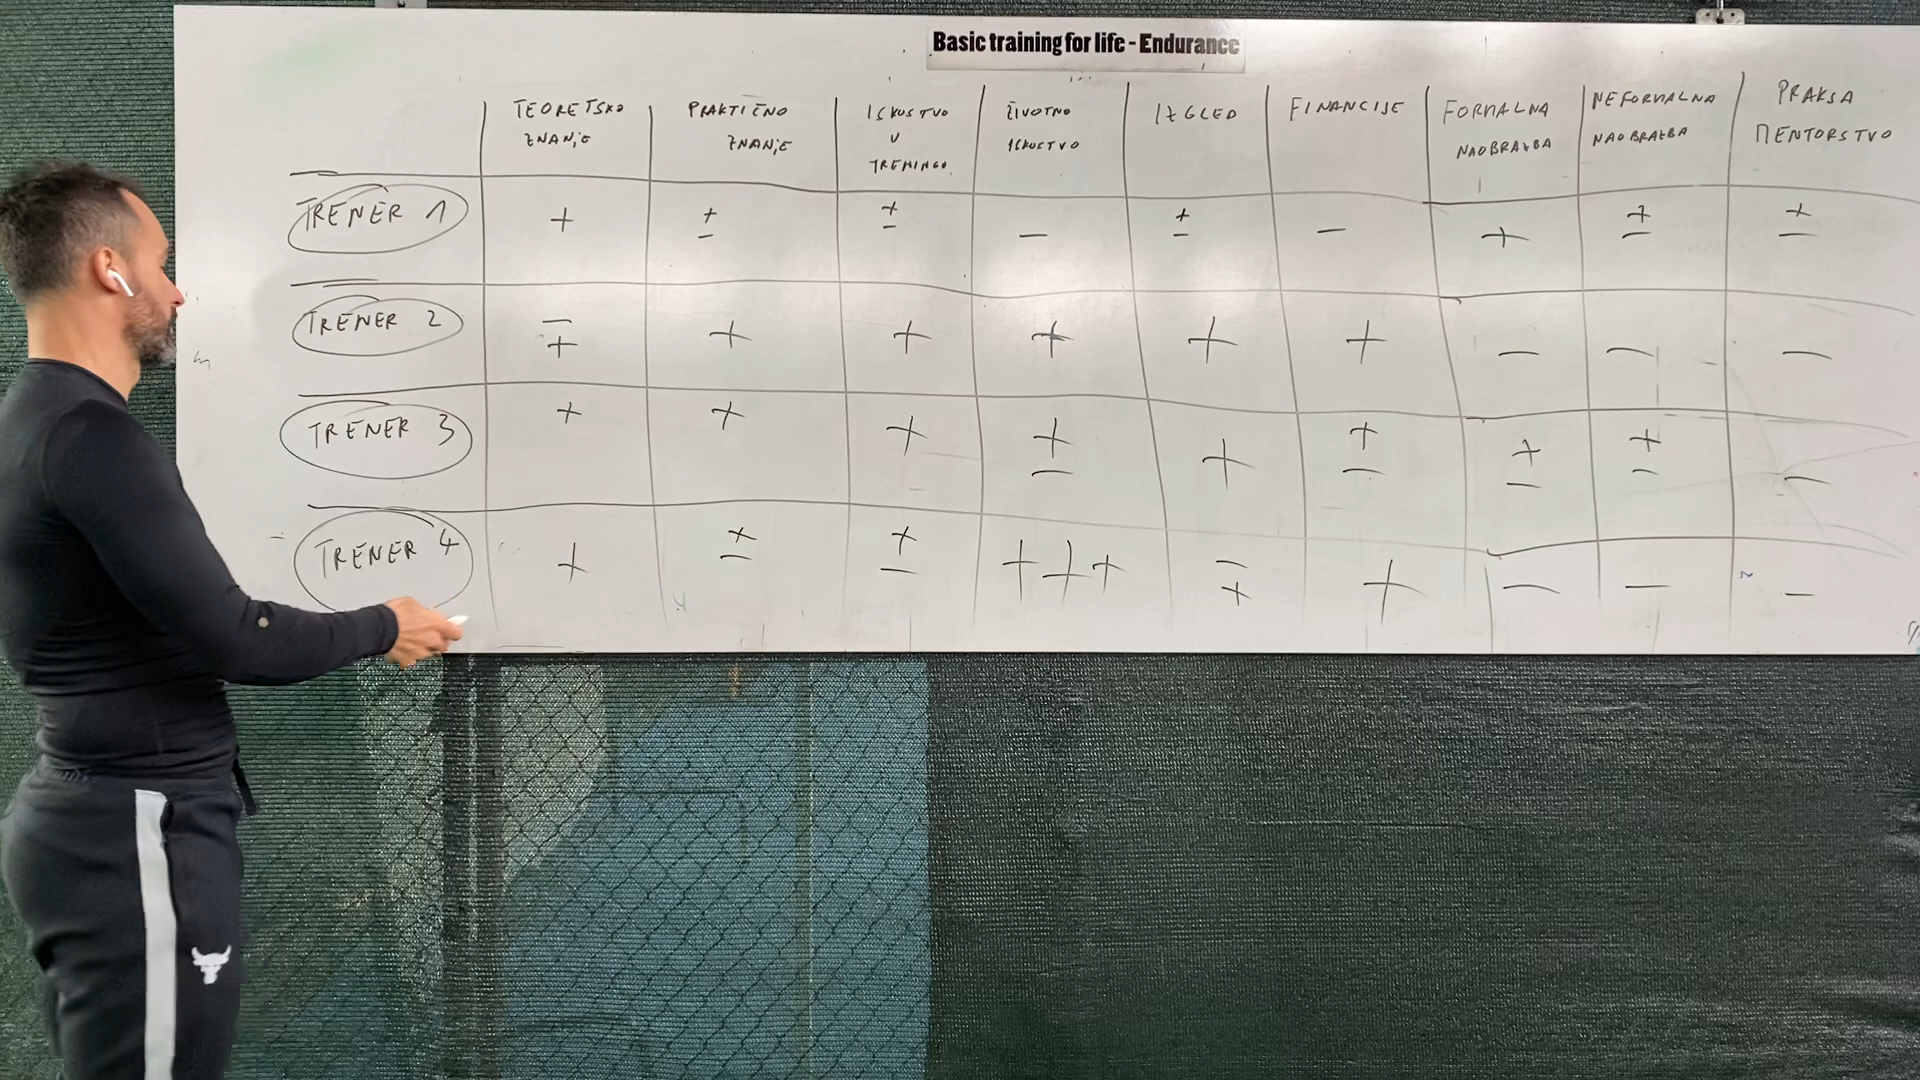 Basic training for life - Endurance
TEORETSKO ZNANjE
PRAKTIČNO ZNANjE
ISKUSTVO U TRENINGU
ŽIVOTNO ISKUSTVO
IZGLED
FINANCIJE
FORMALNA NAOBRAZBA
NEFORMALNA NAOBRAZBA
PRAKSA MENTORSTVO
TRENER 1 + ± ± - ± - + ± ±
TRENER 2 ∓ + + + + + - - -
TRENER 3 + + + ± + ± ± ± -
TRENER 4 + ± ± +++ ∓ + - - -